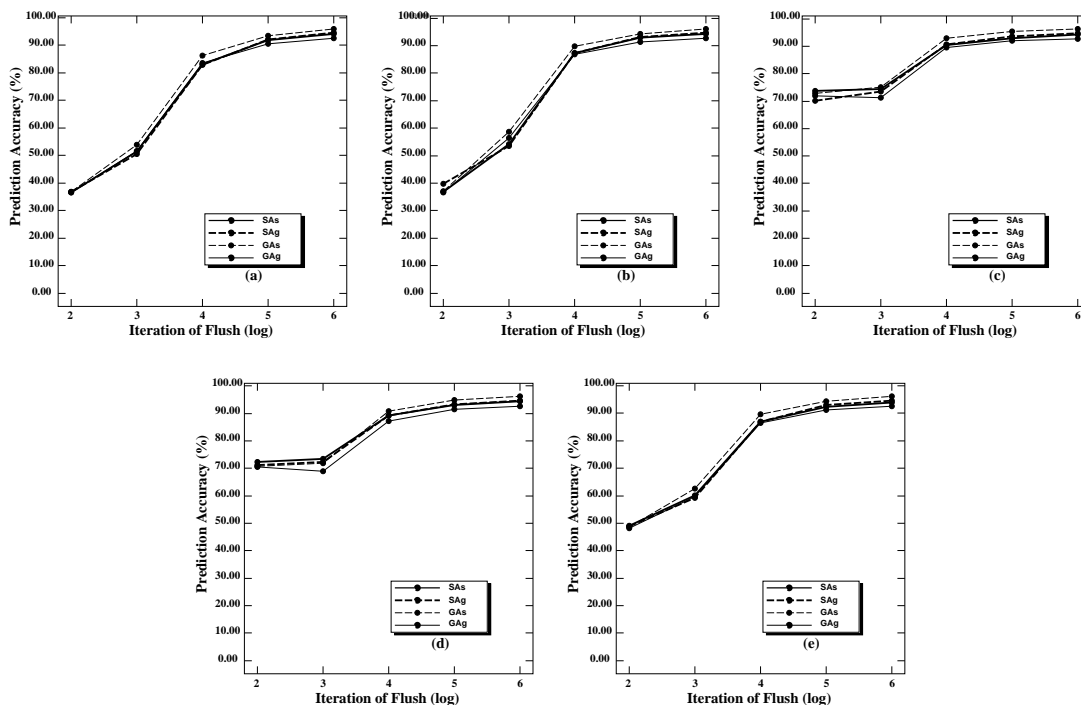 100.00
90.00
80.00
70.00
60.00
50.00
40.00
30.00
20.00
10.00
0.00
Prediction Accuracy (%)
SAs
SAg
GAs
GAg
(a)
2 3 4 5 6
Iteration of Flush (log)
100.00
90.00
80.00
70.00
60.00
50.00
40.00
30.00
20.00
10.00
0.00
Prediction Accuracy (%)
SAs
SAg
GAs
GAg
(b)
2 3 4 5 6
Iteration of Flush (log)
100.00
90.00
80.00
70.00
60.00
50.00
40.00
30.00
20.00
10.00
0.00
Prediction Accuracy (%)
SAs
SAg
GAs
GAg
(c)
2 3 4 5 6
Iteration of Flush (log)
100.00
90.00
80.00
70.00
60.00
50.00
40.00
30.00
20.00
10.00
0.00
Prediction Accuracy (%)
SAs
SAg
GAs
GAg
(d)
2 3 4 5 6
Iteration of Flush (log)
100.00
90.00
80.00
70.00
60.00
50.00
40.00
30.00
20.00
10.00
0.00
Prediction Accuracy (%)
SAs
SAg
GAs
GAg
(e)
2 3 4 5 6
Iteration of Flush (log)